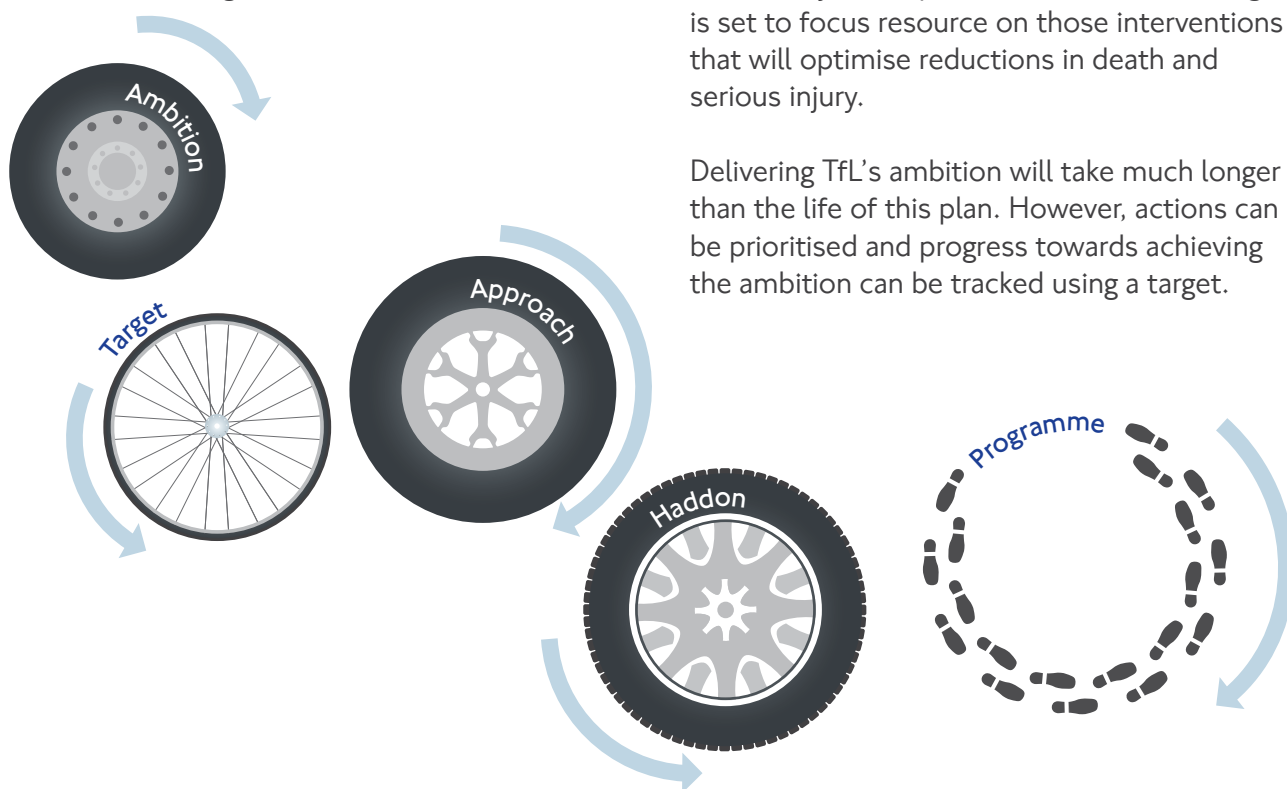 is set to focus resource on those interventions
that will optimise reductions in death and
serious injury.
Delivering TfL’s ambition will take much longer
than the life of this plan. However, actions can
be prioritised and progress towards achieving
the ambition can be tracked using a target.
Ambition
Target
Approach
Haddon
Programme